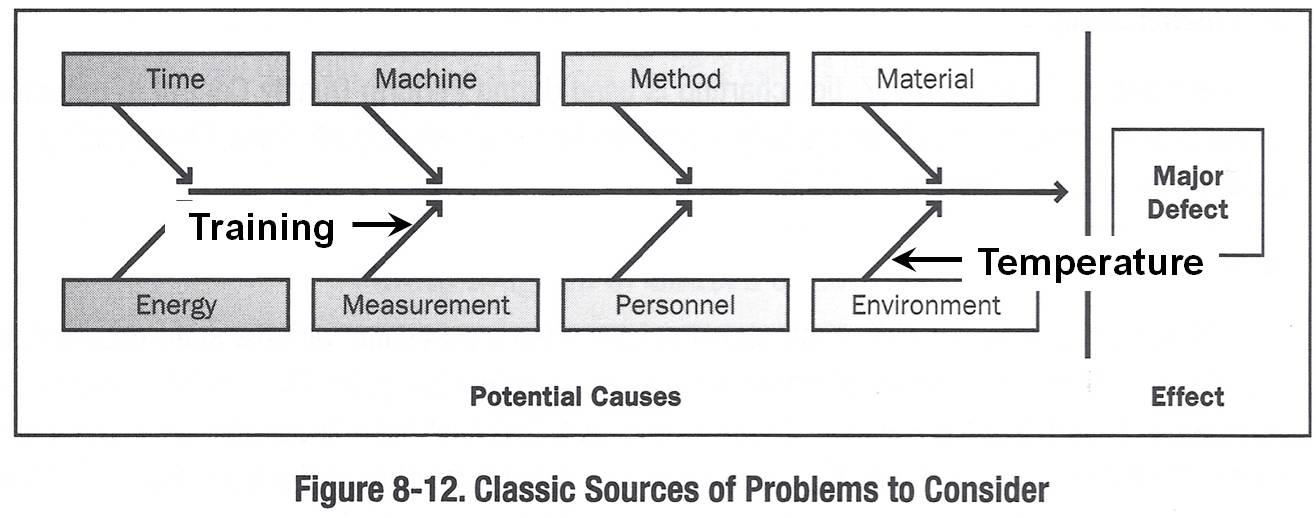 Time
Machine
Method
Material
Major
Defect
Training
Temperature
Energy
Measurement
Personnel
Environment
Potential Causes
Effect
Figure 8-12. Classic Sources of Problems to Consider